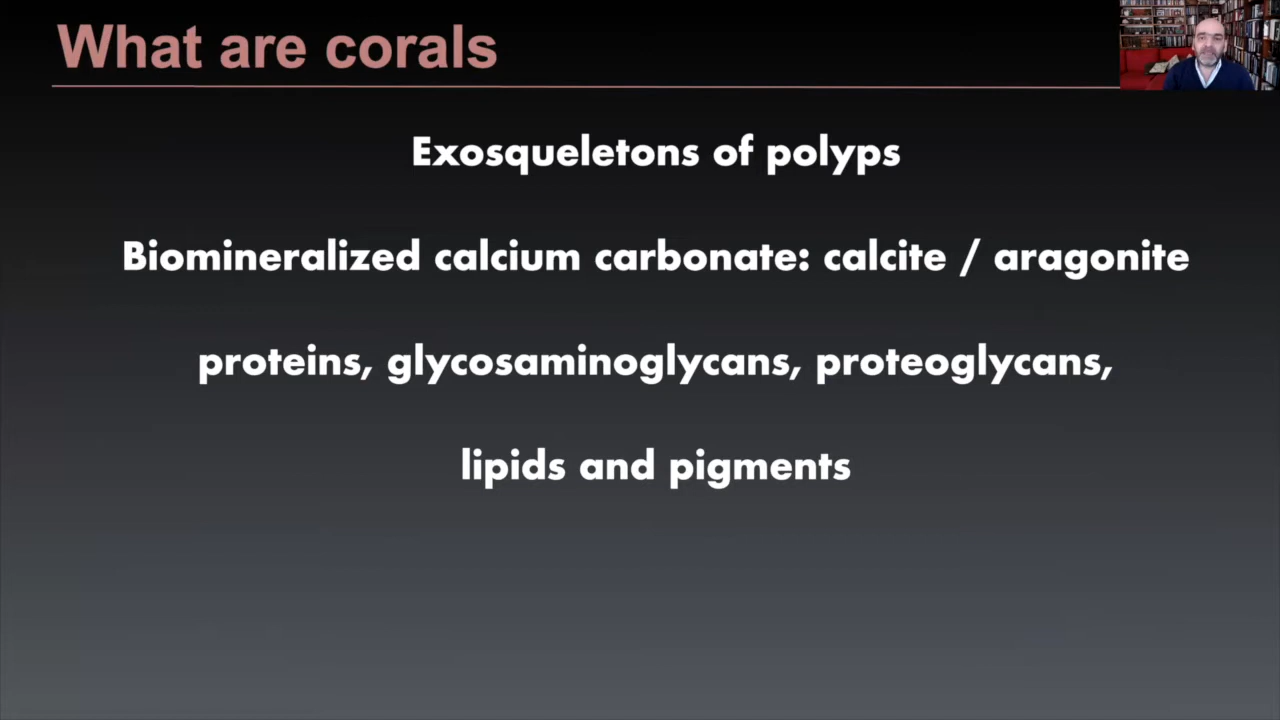 What are corals
Exosqueletons of polyps
Biomineralized calcium carbonate: calcite / aragonite
proteins, glycosaminoglycans, proteoglycans,
lipids and pigments